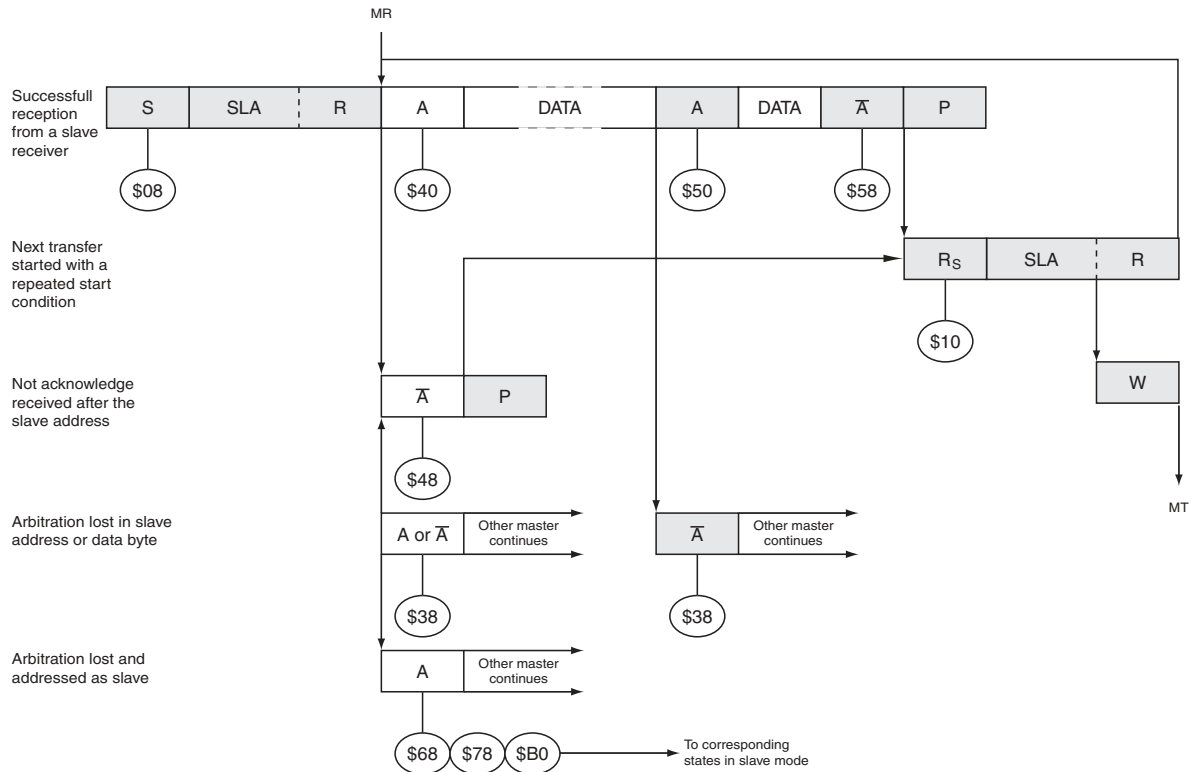 MR
Successfull
reception
from a slave
receiver
S SLA R A DATA A DATA A̅ P
$08 $40 $50 $58
Next transfer
started with a
repeated start
condition
RS SLA R
$10
Not acknowledge
received after the
slave address
A̅ P
W
$48
MT
Arbitration lost in slave
address or data byte
A or A̅
Other master
continues
A̅
Other master
continues
$38 $38
Arbitration lost and
addressed as slave
A
Other master
continues
$68 $78 $B0
To corresponding
states in slave mode